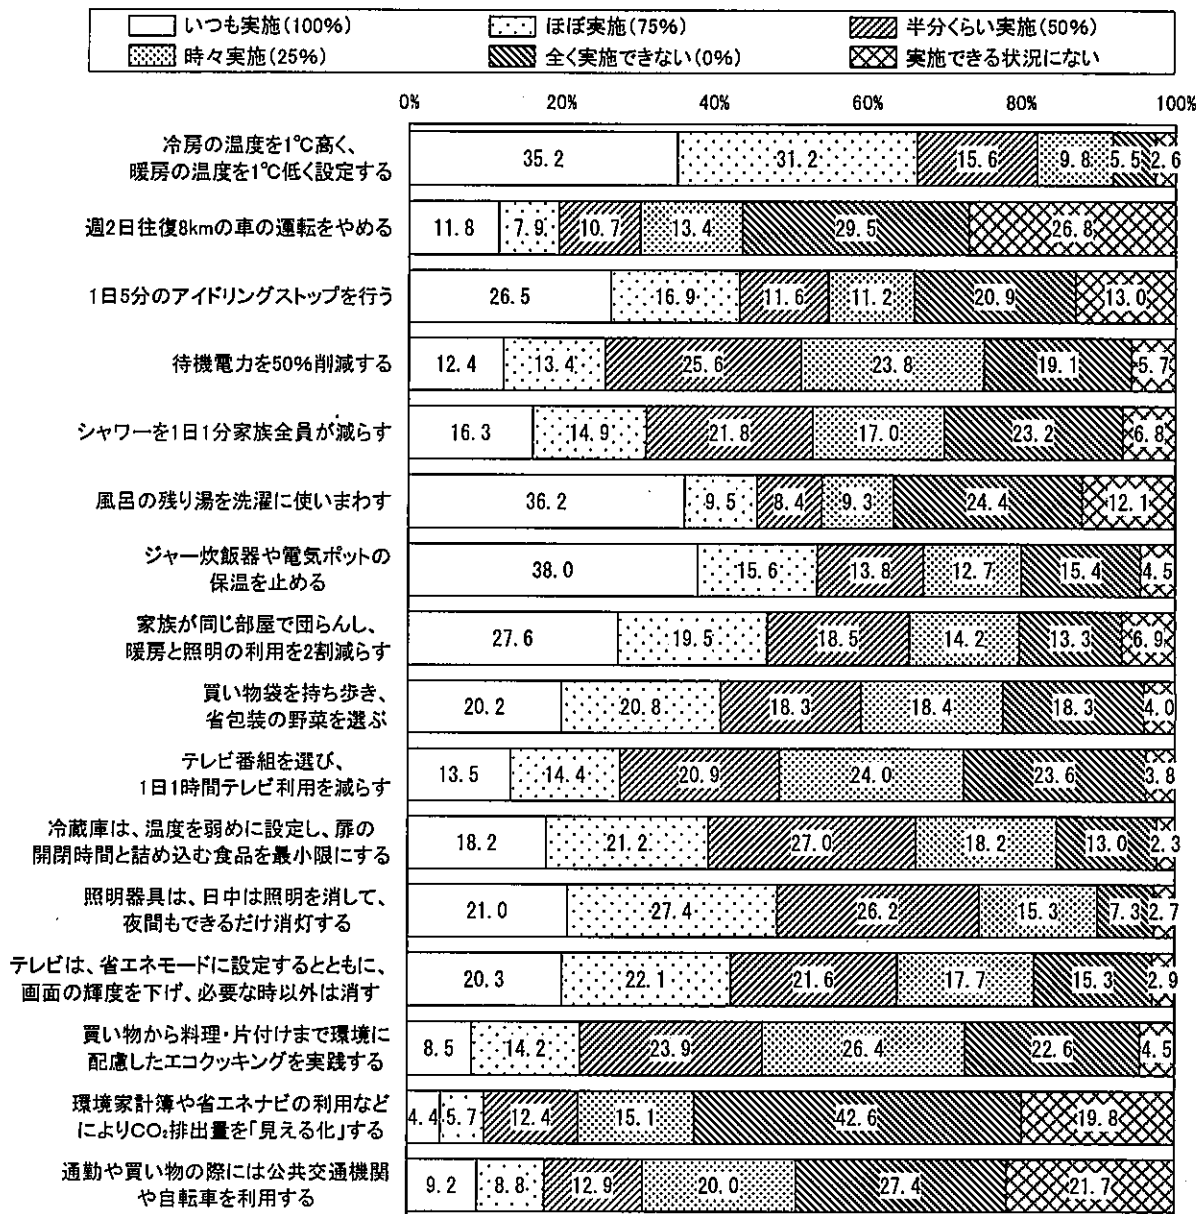 いつも実施(100%) ほぼ実施(75%) 半分くらい実施(50%)
時々実施(25%) 全く実施できない(0%) 実施できる状況にない
0% 20% 40% 60% 80% 100%
冷房の温度を1℃高く、
暖房の温度を1℃低く設定する
35.2 31.2 15.6 9.8 5.5 2.6
週2日往復8kmの車の運転をやめる
11.8 7.9 10.7 13.4 29.5 26.8
1日5分のアイドリングストップを行う
26.5 16.9 11.6 11.2 20.9 13.0
待機電力を50%削減する
12.4 13.4 25.6 23.8 19.1 5.7
シャワーを1日1分家族全員が減らす
16.3 14.9 21.8 17.0 23.2 6.8
風呂の残り湯を洗濯に使いまわす
36.2 9.5 8.4 9.3 24.4 12.1
ジャー炊飯器や電気ポットの
保温を止める
38.0 15.6 13.8 12.7 15.4 4.5
家族が同じ部屋で団らんし、
暖房と照明の利用を2割減らす
27.6 19.5 18.5 14.2 13.3 6.9
買い物袋を持ち歩き、
省包装の野菜を選ぶ
20.2 20.8 18.3 18.4 18.3 4.0
テレビ番組を選び、
1日1時間テレビ利用を減らす
13.5 14.4 20.9 24.0 23.6 3.8
冷蔵庫は、温度を弱めに設定し、扉の
開閉時間と詰め込む食品を最小限にする
18.2 21.2 27.0 18.2 13.0 2.3
照明器具は、日中は照明を消して、
夜間もできるだけ消灯する
21.0 27.4 26.2 15.3 7.3 2.7
テレビは、省エネモードに設定するとともに、
画面の輝度を下げ、必要な時以外は消す
20.3 22.1 21.6 17.7 15.3 2.9
買い物から料理・片付けまで環境に
配慮したエコクッキングを実践する
8.5 14.2 23.9 26.4 22.6 4.5
環境家計簿や省エネナビの利用など
によりCO₂排出量を「見える化」する
4.4 5.7 12.4 15.1 42.6 19.8
通勤や買い物の際には公共交通機関
や自転車を利用する
9.2 8.8 12.9 20.0 27.4 21.7